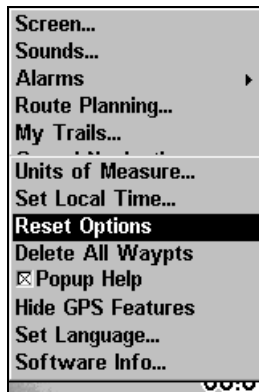 Screen...
Sounds...
Alarms
Route Planning...
My Trails...
Units of Measure...
Set Local Time...
Reset Options
Delete All Waypts
Popup Help
Hide GPS Features
Set Language...
Software Info...